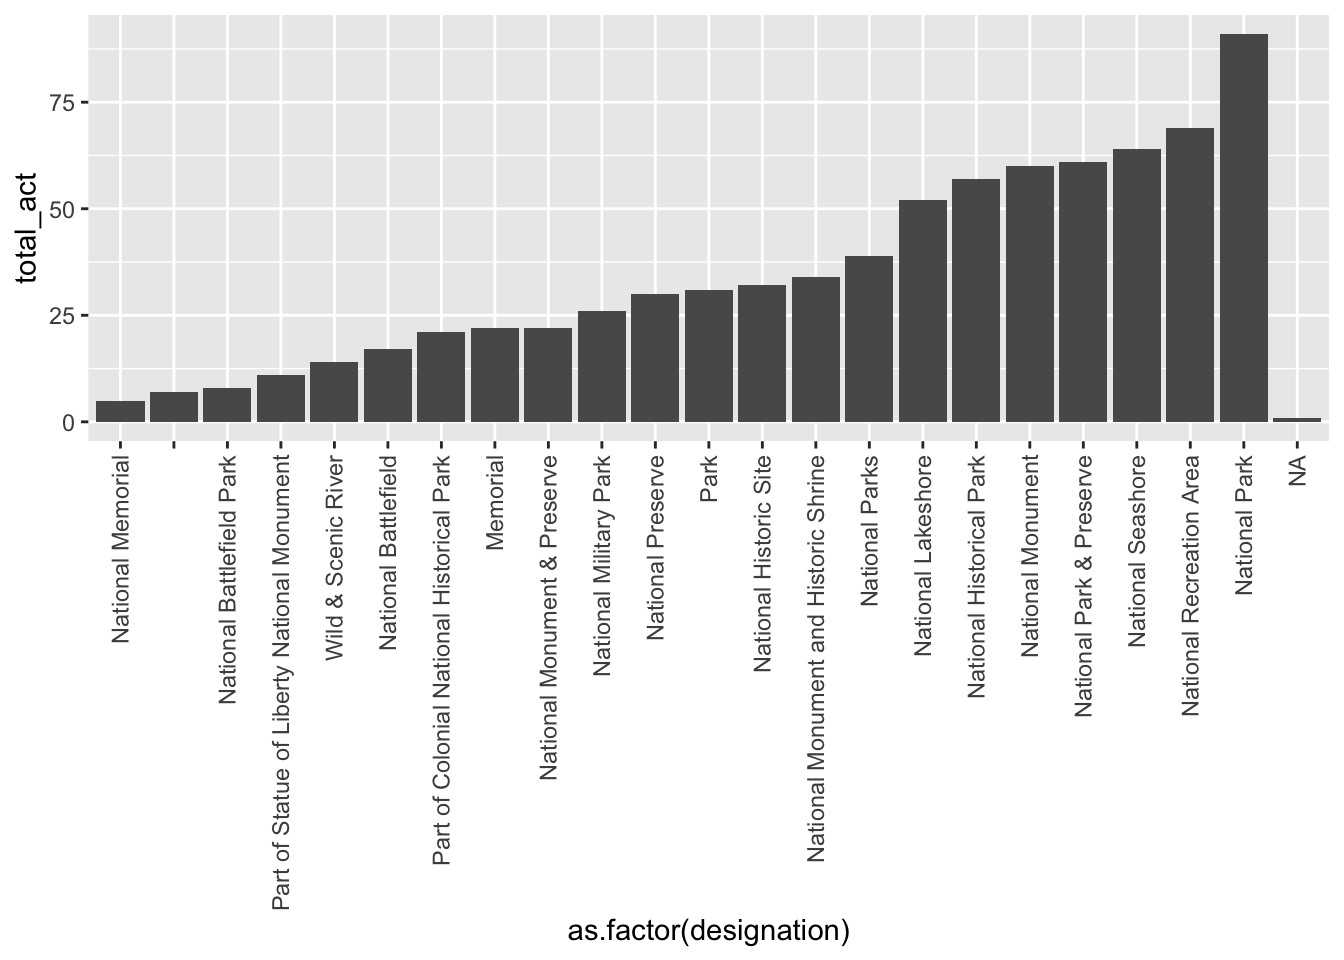 total_act
75
50
25
0
National Memorial
National Battlefield Park
Part of Statue of Liberty National Monument
Wild & Scenic River
National Battlefield
Part of Colonial National Historical Park
Memorial
National Monument & Preserve
National Military Park
National Preserve
Park
National Historic Site
National Monument and Historic Shrine
National Parks
National Lakeshore
National Historical Park
National Monument
National Park & Preserve
National Seashore
National Recreation Area
National Park
NA
as.factor(designation)